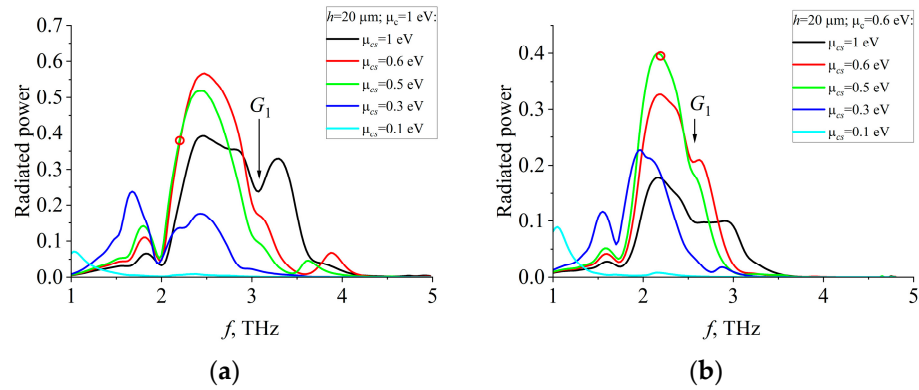 h=20 µm; µc=1 eV:
µcs=1 eV
µcs=0.6 eV
µcs=0.5 eV
µcs=0.3 eV
µcs=0.1 eV
G1
Radiated power
0.7
0.6
0.5
0.4
0.3
0.2
0.1
0.0
1 2 3 4 5
f, THz
(a)
h=20 µm; µc=0.6 eV:
µcs=1 eV
µcs=0.6 eV
µcs=0.5 eV
µcs=0.3 eV
µcs=0.1 eV
G1
Radiated power
0.4
0.3
0.2
0.1
0.0
1 2 3 4 5
f, THz
(b)